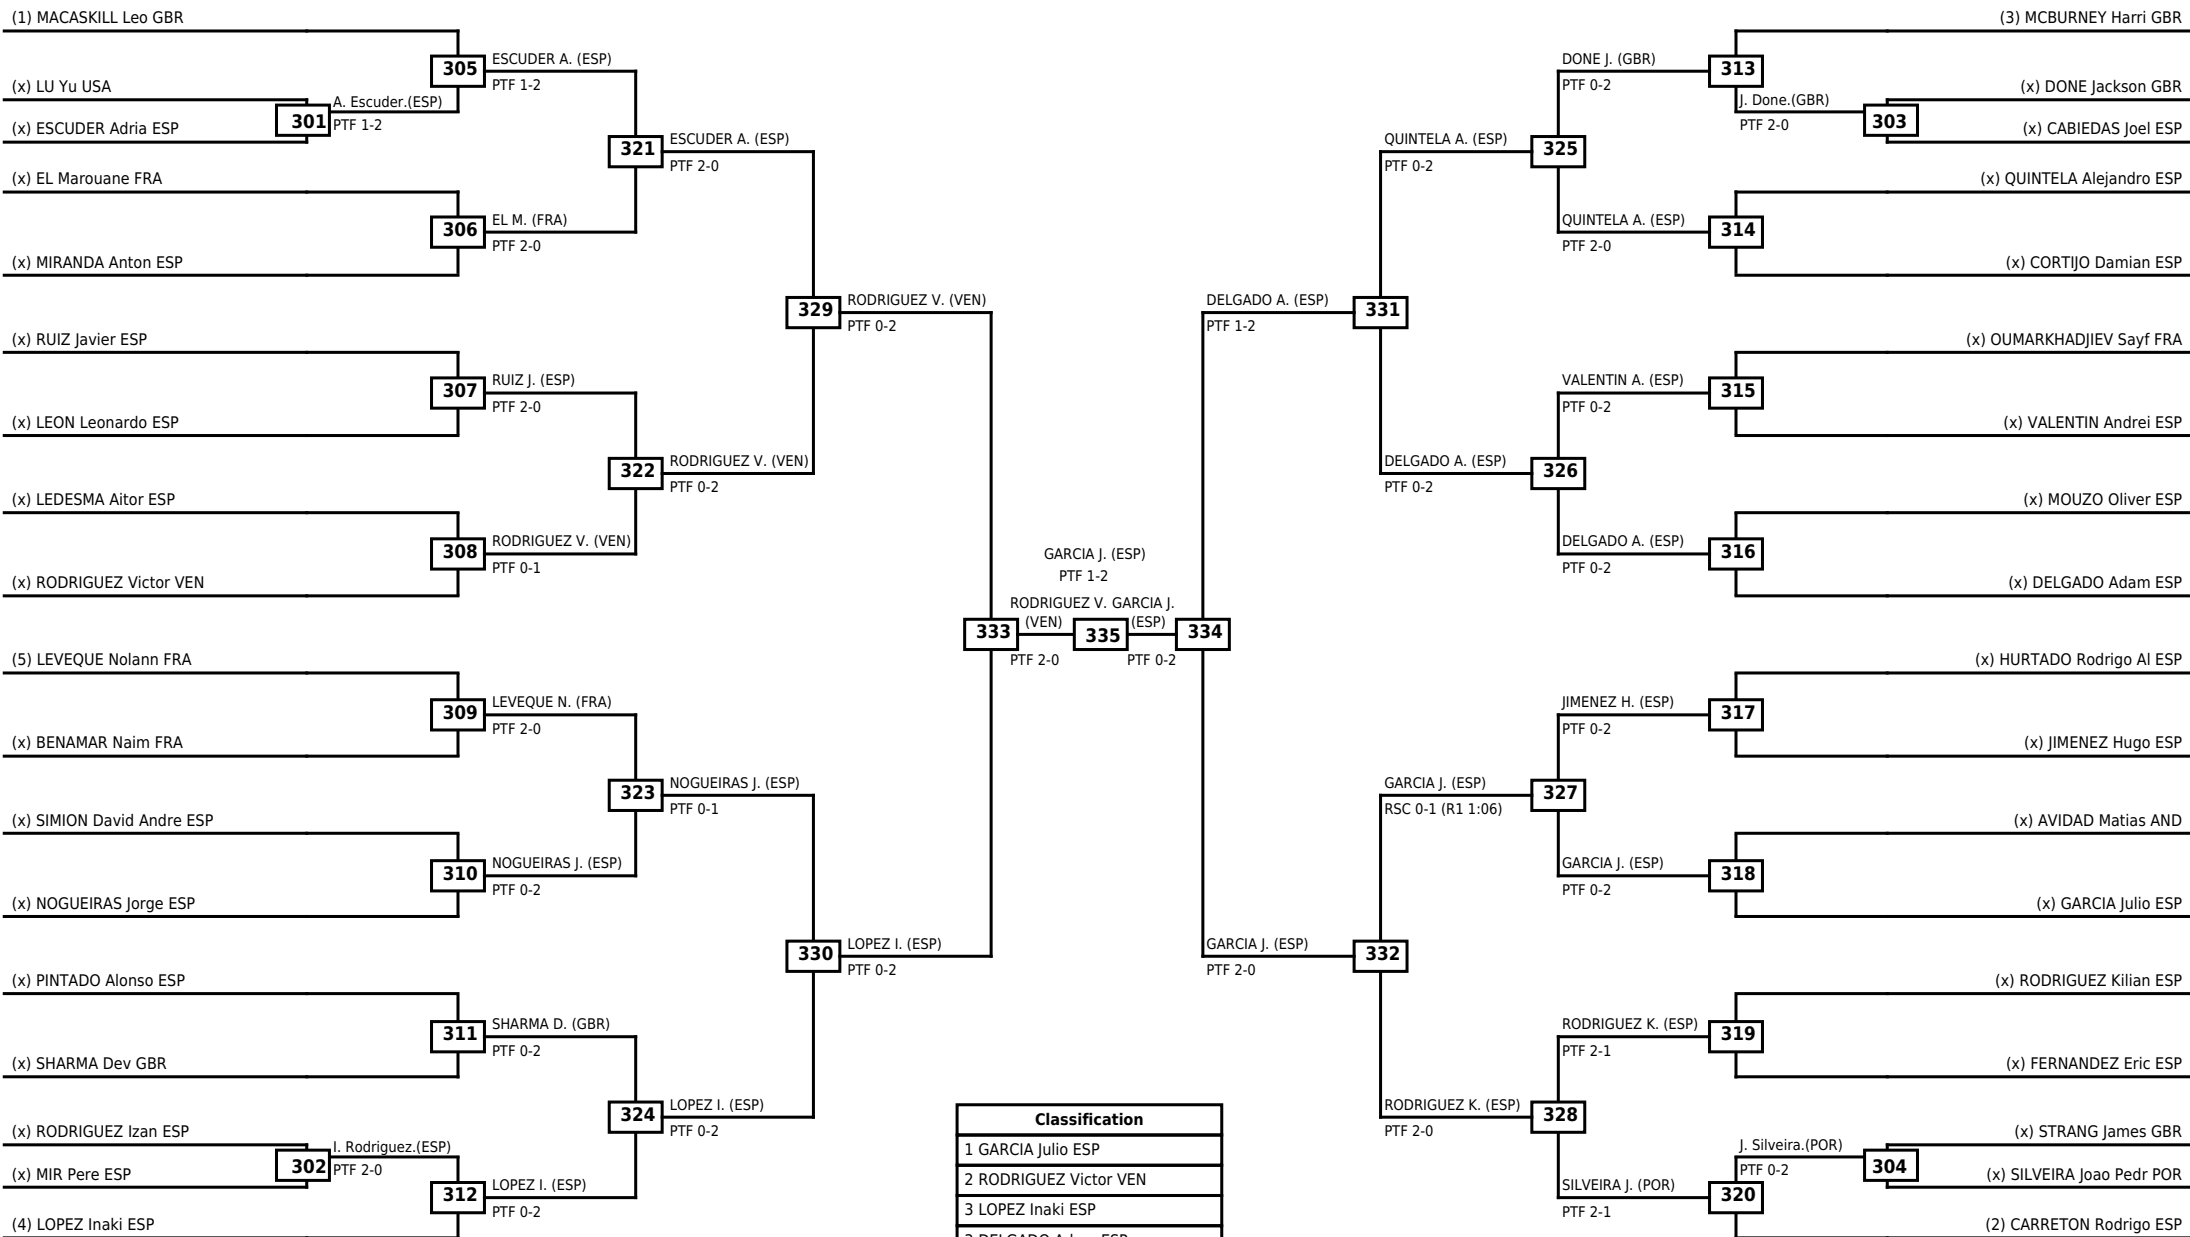 (1) MACASKILL Leo GBR
(x) LU Yu USA
(x) ESCUDER Adria ESP
(x) EL Marouane FRA
(x) MIRANDA Anton ESP
(x) RUIZ Javier ESP
(x) LEON Leonardo ESP
(x) LEDESMA Aitor ESP
(x) RODRIGUEZ Victor VEN
(5) LEVEQUE Nolann FRA
(x) BENAMAR Naim FRA
(x) SIMION David Andre ESP
(x) NOGUEIRAS Jorge ESP
(x) PINTADO Alonso ESP
(x) SHARMA Dev GBR
(x) RODRIGUEZ Izan ESP
(x) MIR Pere ESP
(4) LOPEZ Inaki ESP
301
A. Escuder.(ESP)
PTF 1-2
302
I. Rodriguez.(ESP)
PTF 2-0
305
ESCUDER A. (ESP)
PTF 1-2
306
EL M. (FRA)
PTF 2-0
307
RUIZ J. (ESP)
PTF 2-0
308
RODRIGUEZ V. (VEN)
PTF 0-1
309
LEVEQUE N. (FRA)
PTF 2-0
310
NOGUEIRAS J. (ESP)
PTF 0-2
311
SHARMA D. (GBR)
PTF 0-2
312
LOPEZ I. (ESP)
PTF 0-2
321
ESCUDER A. (ESP)
PTF 2-0
322
RODRIGUEZ V. (VEN)
PTF 0-2
323
NOGUEIRAS J. (ESP)
PTF 0-1
324
LOPEZ I. (ESP)
PTF 0-2
329
RODRIGUEZ V. (VEN)
PTF 0-2
330
LOPEZ I. (ESP)
PTF 0-2
GARCIA J. (ESP)
PTF 1-2
RODRIGUEZ V. GARCIA J.
333 (VEN) 335 (ESP) 334
PTF 2-0 PTF 0-2
DELGADO A. (ESP)
PTF 1-2
331
GARCIA J. (ESP)
PTF 2-0
332
QUINTELA A. (ESP)
PTF 0-2
325
DELGADO A. (ESP)
PTF 0-2
326
GARCIA J. (ESP)
RSC 0-1 (R1 1:06)
327
RODRIGUEZ K. (ESP)
PTF 2-0
328
DONE J. (GBR)
PTF 0-2
313
QUINTELA A. (ESP)
PTF 2-0
314
VALENTIN A. (ESP)
PTF 0-2
315
DELGADO A. (ESP)
PTF 0-2
316
JIMENEZ H. (ESP)
PTF 0-2
317
GARCIA J. (ESP)
PTF 0-2
318
RODRIGUEZ K. (ESP)
PTF 2-1
319
SILVEIRA J. (POR)
PTF 2-1
320
J. Done.(GBR)
PTF 2-0
303
J. Silveira.(POR)
PTF 0-2
304
(3) MCBURNEY Harri GBR
(x) DONE Jackson GBR
(x) CABIEDAS Joel ESP
(x) QUINTELA Alejandro ESP
(x) CORTIJO Damian ESP
(x) OUMARKHADJIEV Sayf FRA
(x) VALENTIN Andrei ESP
(x) MOUZO Oliver ESP
(x) DELGADO Adam ESP
(x) HURTADO Rodrigo Al ESP
(x) JIMENEZ Hugo ESP
(x) AVIDAD Matias AND
(x) GARCIA Julio ESP
(x) RODRIGUEZ Kilian ESP
(x) FERNANDEZ Eric ESP
(x) STRANG James GBR
(x) SILVEIRA Joao Pedr POR
(2) CARRETON Rodrigo ESP
Classification
1 GARCIA Julio ESP
2 RODRIGUEZ Victor VEN
3 LOPEZ Inaki ESP